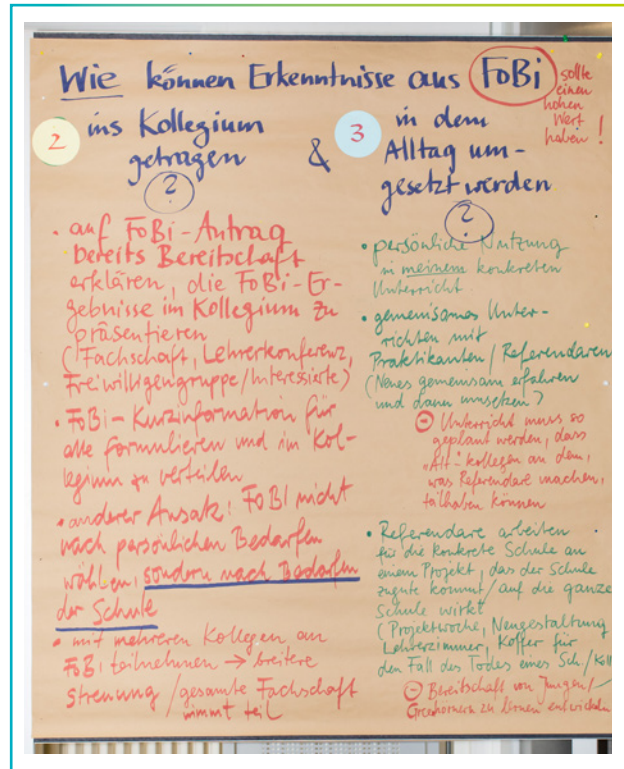 Wie können Erkenntnisse aus FoBi
sollte
einen
hohen
Wert
haben !
2 ins Kollegium
getragen
?
&
3 in dem
Alltag um-
gesetzt werden
?
• auf FoBi-Antrag
bereits Bereitschaft
erklären, die FoBi-Er-
gebnisse im Kollegium zu
präsentieren
(Fachschaft, Lehrerkonferenz,
Freiwilligengruppe/Interessierte)
• FoBi-Kurzinformation für
alle formulieren und im Kol-
legium zu verteilen
• anderer Ansatz: FoBi nicht
nach persönlichen Bedarfen
wählen, sondern nach Bedarfen
der Schule
• mit mehreren Kollegen an
FoBi teilnehmen → breitere
Streuung / gesamte Fachschaft
nimmt teil
• persönliche Nutzung
in meinem konkreten
Unterricht
• gemeinsames Unter-
richten mit
Praktikanten / Referendaren
(Neues gemeinsam erfahren
und dann umsetzen)
⊖ Unterricht muss so
geplant werden, dass
"Alt-"kollegen an dem,
was Referendare machen,
teilhaben können
• Referendare arbeiten
für die konkrete Schule an
einem Projekt, das der Schule
zugute kommt / auf die ganze
Schule wirkt
(Projektwoche, Neugestaltung
Lehrerzimmer, Koffer für
den Fall des Todes eines Sch./Koll
⊖ Bereitschaft von Jungen/
Greenhörnern zu lernen entwickeln